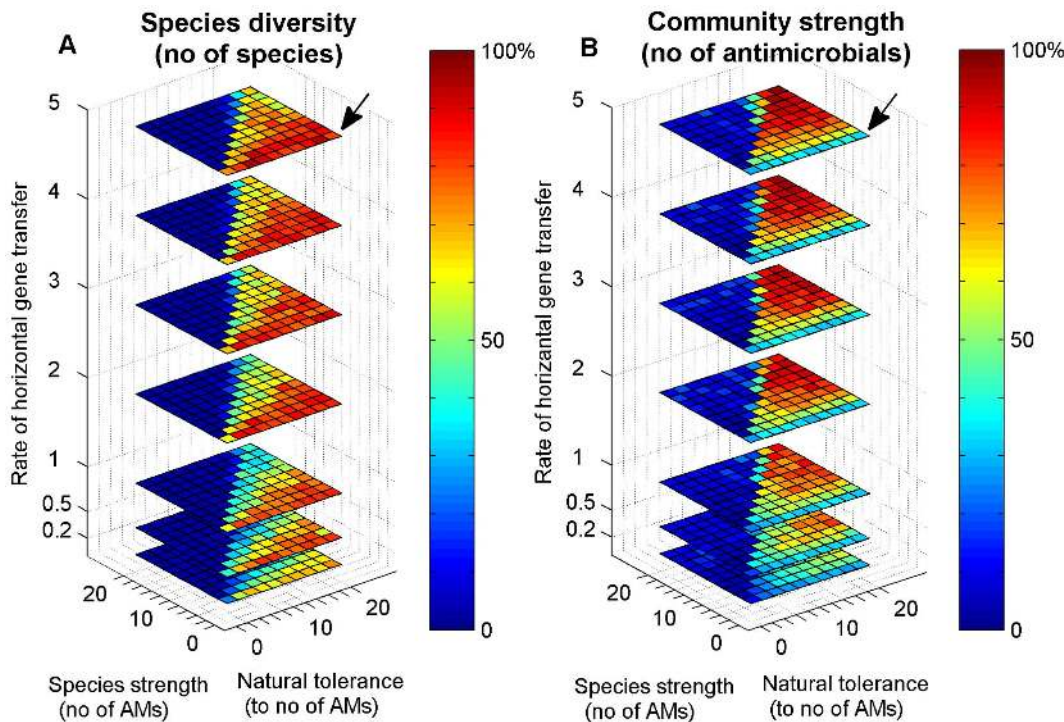 A
Species diversity
(no of species)
100%
50
0
5
4
3
2
1
0.5
0.2
Rate of horizontal gene transfer
20
10
0
0
10
20
Species strength
(no of AMs)
Natural tolerance
(to no of AMs)
B
Community strength
(no of antimicrobials)
100%
50
0
5
4
3
2
1
0.5
0.2
Rate of horizontal gene transfer
20
10
0
0
10
20
Species strength
(no of AMs)
Natural tolerance
(to no of AMs)